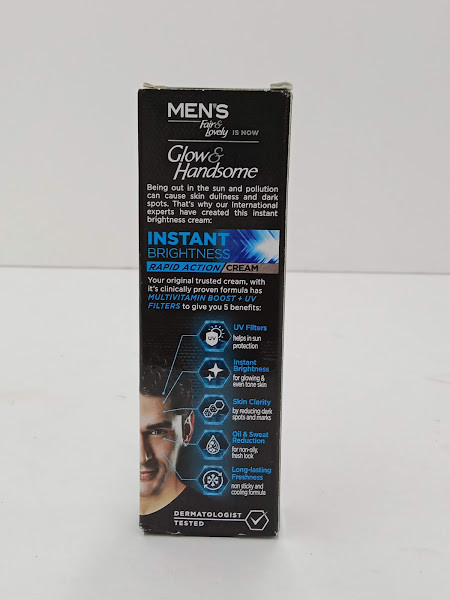 MEN'S
Fair& Lovely IS NOW
Glow& Handsome
Being out in the sun and pollution
can cause skin dullness and dark
spots. That's why our International
experts have created this instant
brightness cream:
INSTANT
BRIGHTNESS
RAPID ACTION/CREAM
Your original trusted cream, with
it's clinically proven formula has
MULTIVITAMIN BOOST + UV
FILTERS to give you 5 benefits:
UV
UV Filters
helps in sun
protection
Instant
Brightness
for glowing &
even tone skin
Skin Clarity
by reducing dark
spots and marks
Oil & Sweat
Reduction
for non-oily,
fresh look
Long-lasting
Freshness
non sticky and
cooling formula
DERMATOLOGIST
TESTED